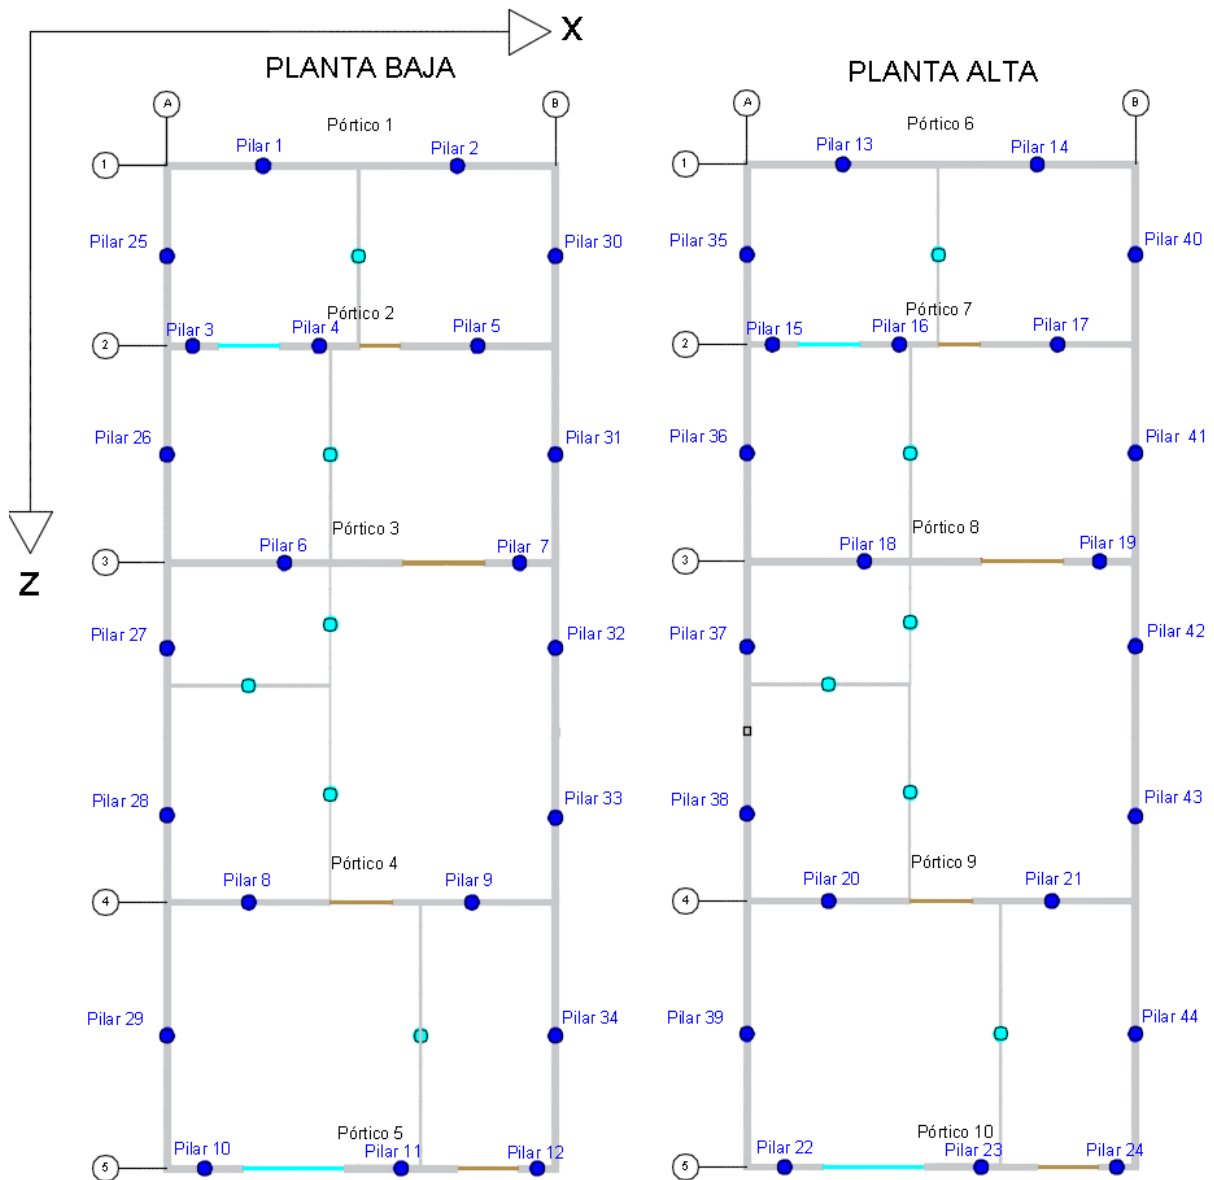 X
PLANTA BAJA
PLANTA ALTA
A
B
A
B
Pórtico 1
Pórtico 6
Pilar 1
Pilar 2
Pilar 13
Pilar 14
1
1
Pilar 25
Pilar 30
Pilar 35
Pilar 40
Pórtico 2
Pórtico 7
Pilar 3
Pilar 4
Pilar 5
Pilar 15
Pilar 16
Pilar 17
2
2
Pilar 26
Pilar 31
Pilar 36
Pilar 41
Pórtico 3
Pórtico 8
Pilar 6
Pilar 7
Pilar 18
Pilar 19
3
3
Z
Pilar 27
Pilar 32
Pilar 37
Pilar 42
Pilar 28
Pilar 33
Pilar 38
Pilar 43
Pórtico 4
Pórtico 9
Pilar 8
Pilar 9
Pilar 20
Pilar 21
4
4
Pilar 29
Pilar 34
Pilar 39
Pilar 44
Pórtico 5
Pórtico 10
Pilar 10
Pilar 11
Pilar 12
Pilar 22
Pilar 23
Pilar 24
5
5